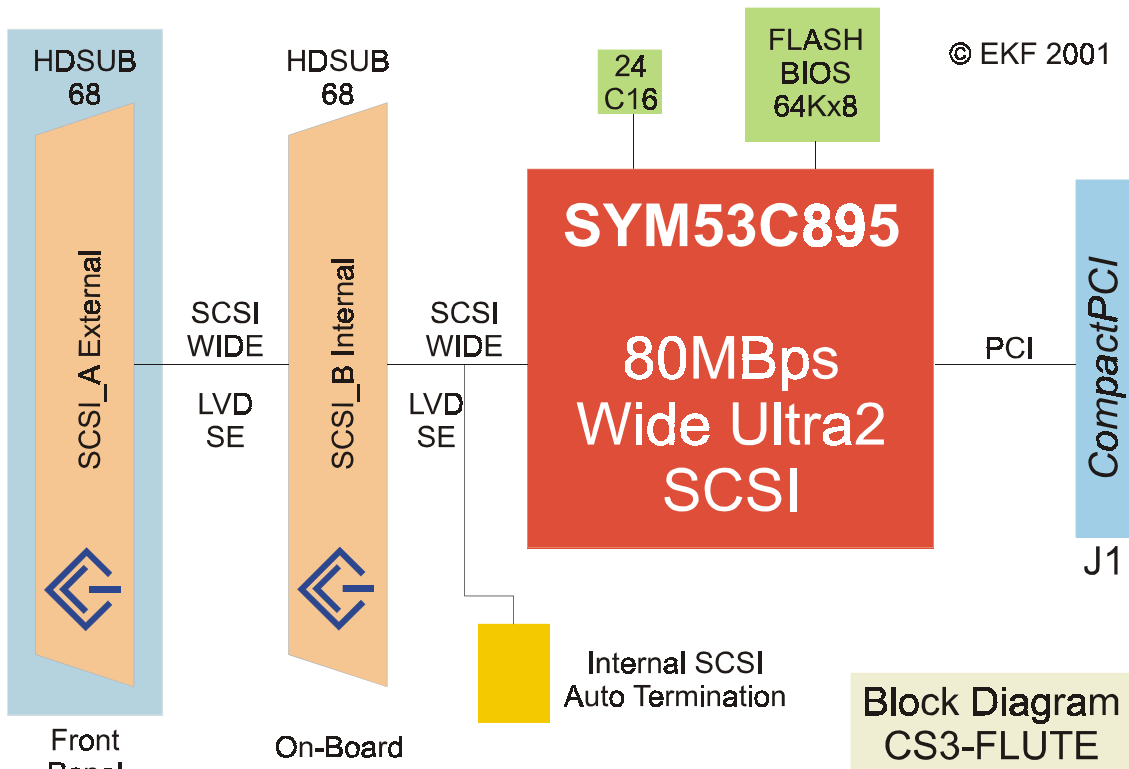 HDSUB
68
HDSUB
68
24
C16
FLASH
BIOS
64Kx8
© EKF 2001
SCSI_A External
SCSI
WIDE
LVD
SE
SCSI_B Internal
SCSI
WIDE
LVD
SE
SYM53C895
80MBps
Wide Ultra2
SCSI
PCI
CompactPCI
J1
Internal SCSI
Auto Termination
Front
Panel
On-Board
Block Diagram
CS3-FLUTE